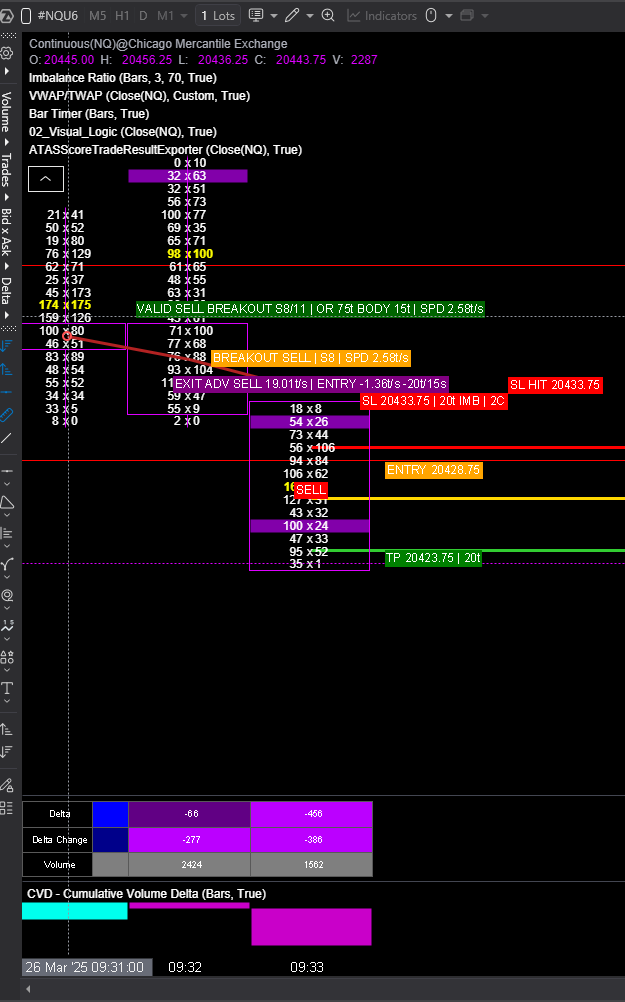 #NQU6 M5 H1 D M1 1 Lots Indicators
Continuous(NQ)@Chicago Mercantile Exchange
O: 20445.00 H: 20456.25 L: 20436.25 C: 20443.75 V: 2287
Imbalance Ratio (Bars, 3, 70, True)
VWAP/TWAP (Close(NQ), Custom, True)
Bar Timer (Bars, True)
02_Visual_Logic (Close(NQ), True)
ATASScoreTradeResultExporter (Close(NQ), True)
Volume
Trades
Bid x Ask
Delta
0 x 10
32 x 63
32 x 51
56 x 73
21 x 41 100 x 77
50 x 52 69 x 35
19 x 80 65 x 71
76 x 129 98 x 100
62 x 71 61 x 65
25 x 37 48 x 55
45 x 173 63 x 31
174 x 175
VALID SELL BREAKOUT S8/11 | OR 75t BODY 15t | SPD 2.58t/s
159 x 126
100 x 80 71 x 100
46 x 51 77 x 68
83 x 89 76 x 88
BREAKOUT SELL | S8 | SPD 2.58t/s
48 x 54 93 x 104
55 x 52
EXIT ADV SELL 19.01t/s | ENTRY -1.36t/s -20t/15s
SL HIT 20433.75
34 x 34 59 x 47
SL 20433.75 | 20t IMB | 2C
33 x 5 55 x 9 18 x 8
8 x 0 2 x 0 54 x 26
73 x 44
56 x 106
94 x 84
ENTRY 20428.75
106 x 62
SELL
127 x 31
43 x 32
100 x 24
47 x 33
95 x 52
TP 20423.75 | 20t
35 x 1
Delta -66 -456
Delta Change -277 -386
Volume 2424 1562
CVD - Cumulative Volume Delta (Bars, True)
26 Mar '25 09:31:00 09:32 09:33